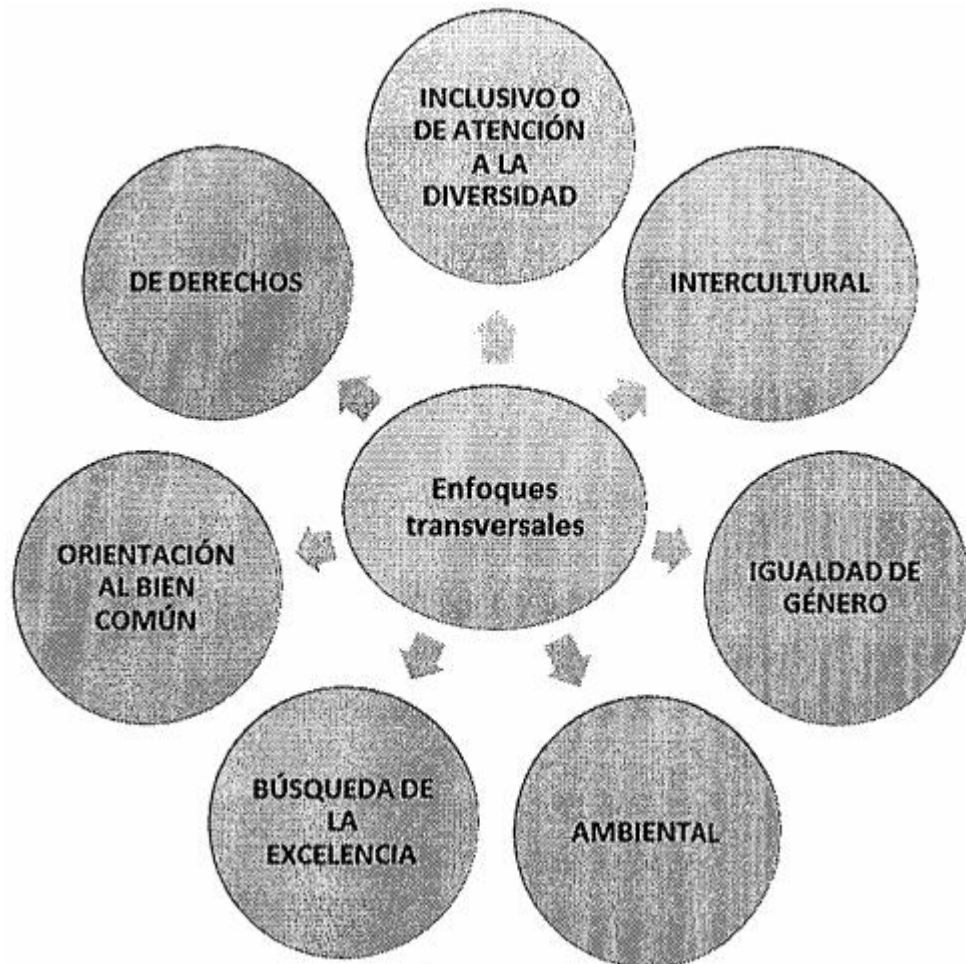 INCLUSIVO O
DE ATENCIÓN
A LA
DIVERSIDAD
DE DERECHOS
INTERCULTURAL
Enfoques
transversales
ORIENTACIÓN
AL BIEN
COMÚN
IGUALDAD DE
GÉNERO
BÚSQUEDA DE
LA
EXCELENCIA
AMBIENTAL